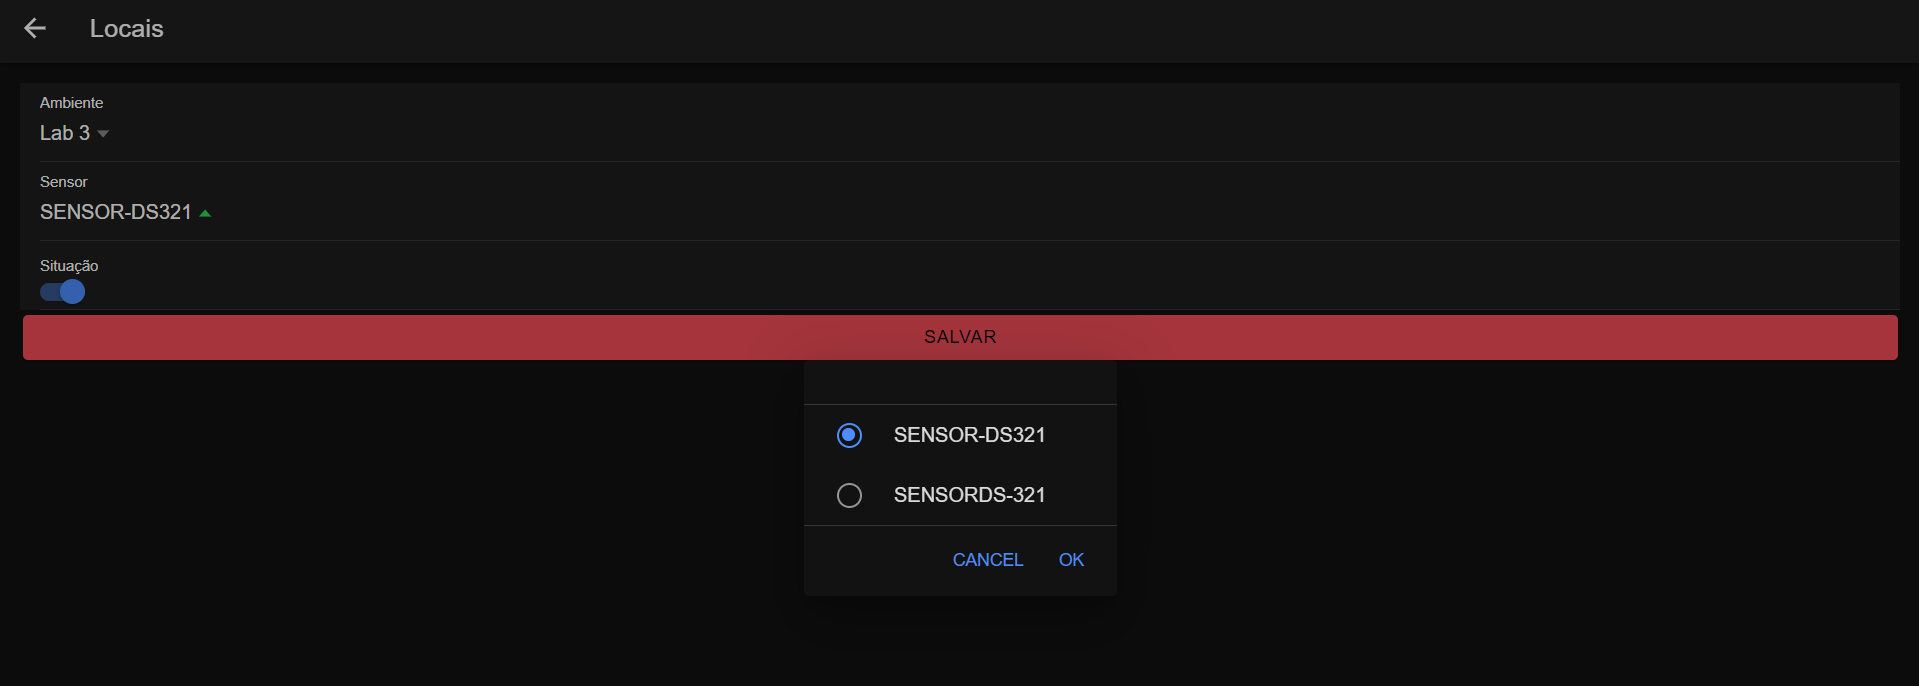 Locais
Ambiente
Lab 3
Sensor
SENSOR-DS321
Situação
SALVAR
SENSOR-DS321
SENSORDS-321
CANCEL OK